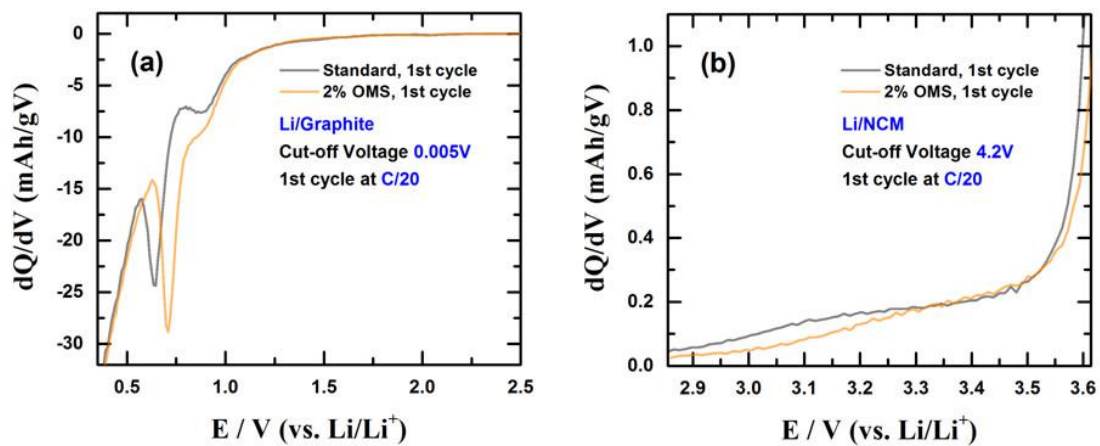 (a)
Standard, 1st cycle
2% OMS, 1st cycle
Li/Graphite
Cut-off Voltage 0.005V
1st cycle at C/20
0
-5
-10
-15
-20
-25
-30
dQ/dV (mAh/gV)
0.5 1.0 1.5 2.0 2.5
E / V (vs. Li/Li⁺)
(b)
Standard, 1st cycle
2% OMS, 1st cycle
Li/NCM
Cut-off Voltage 4.2V
1st cycle at C/20
1.0
0.8
0.6
0.4
0.2
0.0
dQ/dV (mAh/gV)
2.9 3.0 3.1 3.2 3.3 3.4 3.5 3.6
E / V (vs. Li/Li⁺)